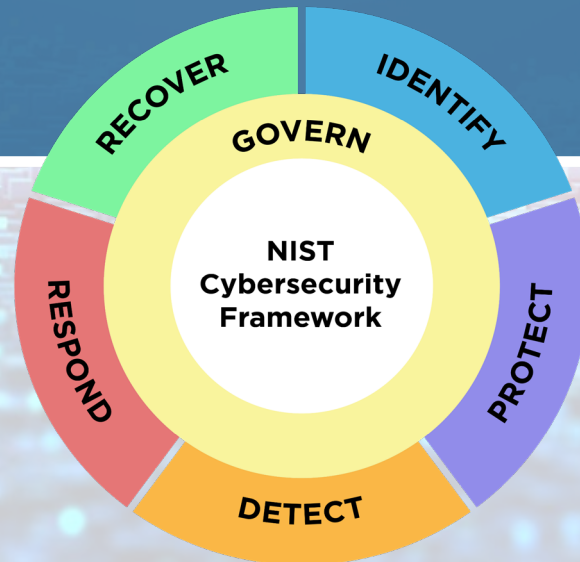 RECOVER
IDENTIFY
GOVERN
NIST
Cybersecurity
Framework
RESPOND
PROTECT
DETECT